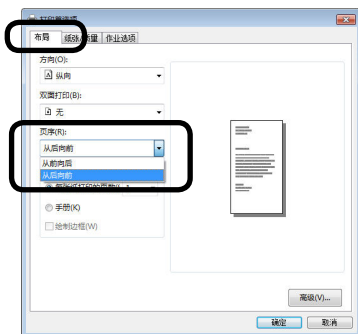 打印首选项
布局 纸张/质量 作业选项
方向(O):
纵向
双面打印(B):
无
页序(R):
从后向前
从前向后
从后向前
手册(K)
绘制边框(W)
高级(V)...
确定 取消